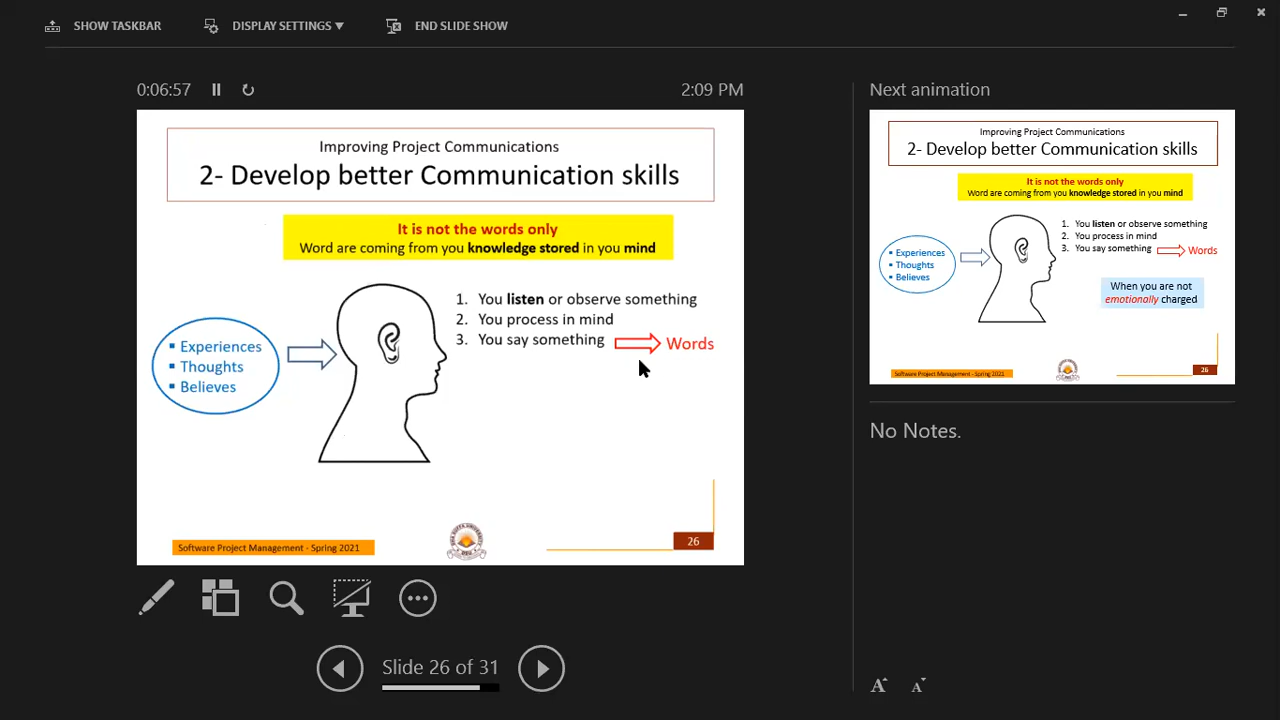 SHOW TASKBAR
DISPLAY SETTINGS ▼
END SLIDE SHOW
0:06:57
2:09 PM
Improving Project Communications
2- Develop better Communication skills
It is not the words only
Word are coming from you knowledge stored in you mind
1. You listen or observe something
2. You process in mind
3. You say something
Words
▪ Experiences
▪ Thoughts
▪ Believes
Software Project Management - Spring 2021
26
Slide 26 of 31
Next animation
Improving Project Communications
2- Develop better Communication skills
It is not the words only
Word are coming from you knowledge stored in you mind
1. You listen or observe something
2. You process in mind
3. You say something
Words
▪ Experiences
▪ Thoughts
▪ Believes
When you are not
emotionally charged
Software Project Management - Spring 2021
26
No Notes.
A
A